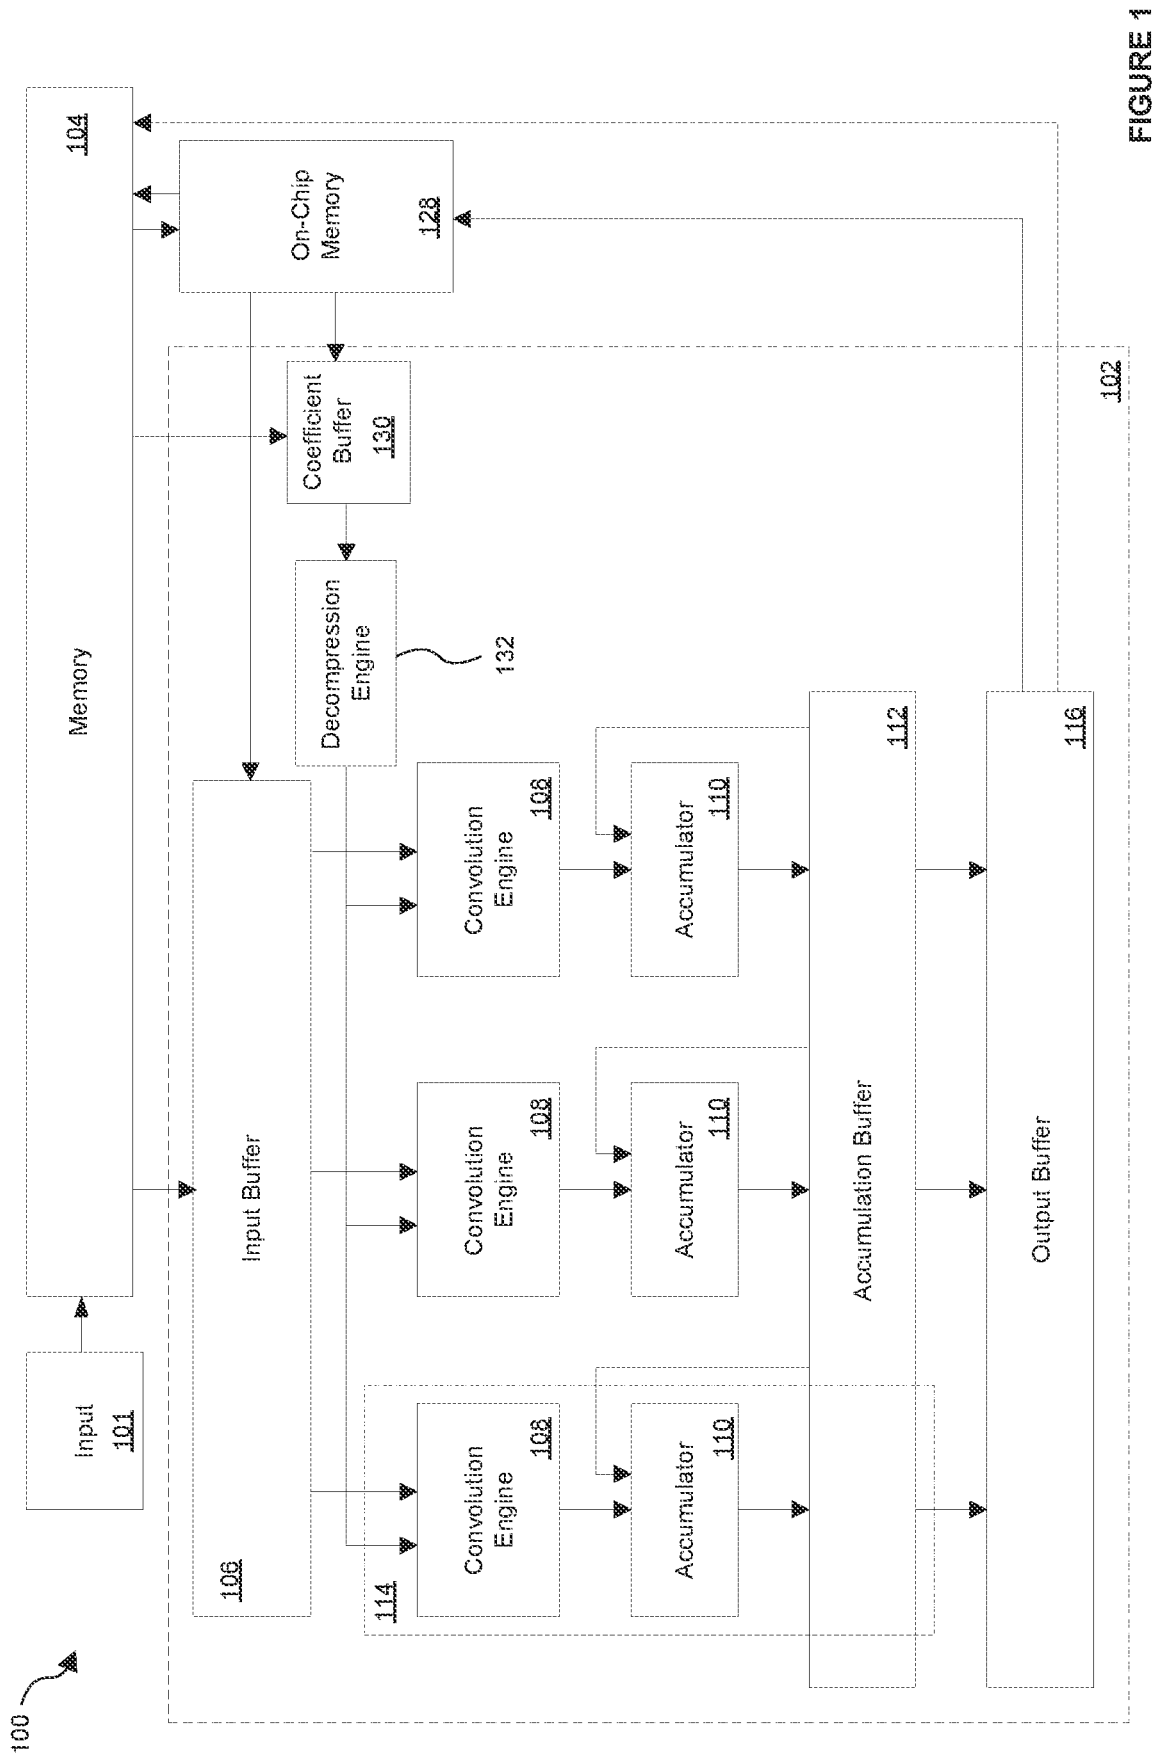 100
Input
101
Memory
104
106
Input Buffer
On-Chip
Memory
128
Coefficient
Buffer
130
Decompression
Engine
132
114
Convolution
Engine
108
Convolution
Engine
108
Convolution
Engine
108
Accumulator
110
Accumulator
110
Accumulator
110
Accumulation Buffer
112
Output Buffer
116
102
FIGURE 1